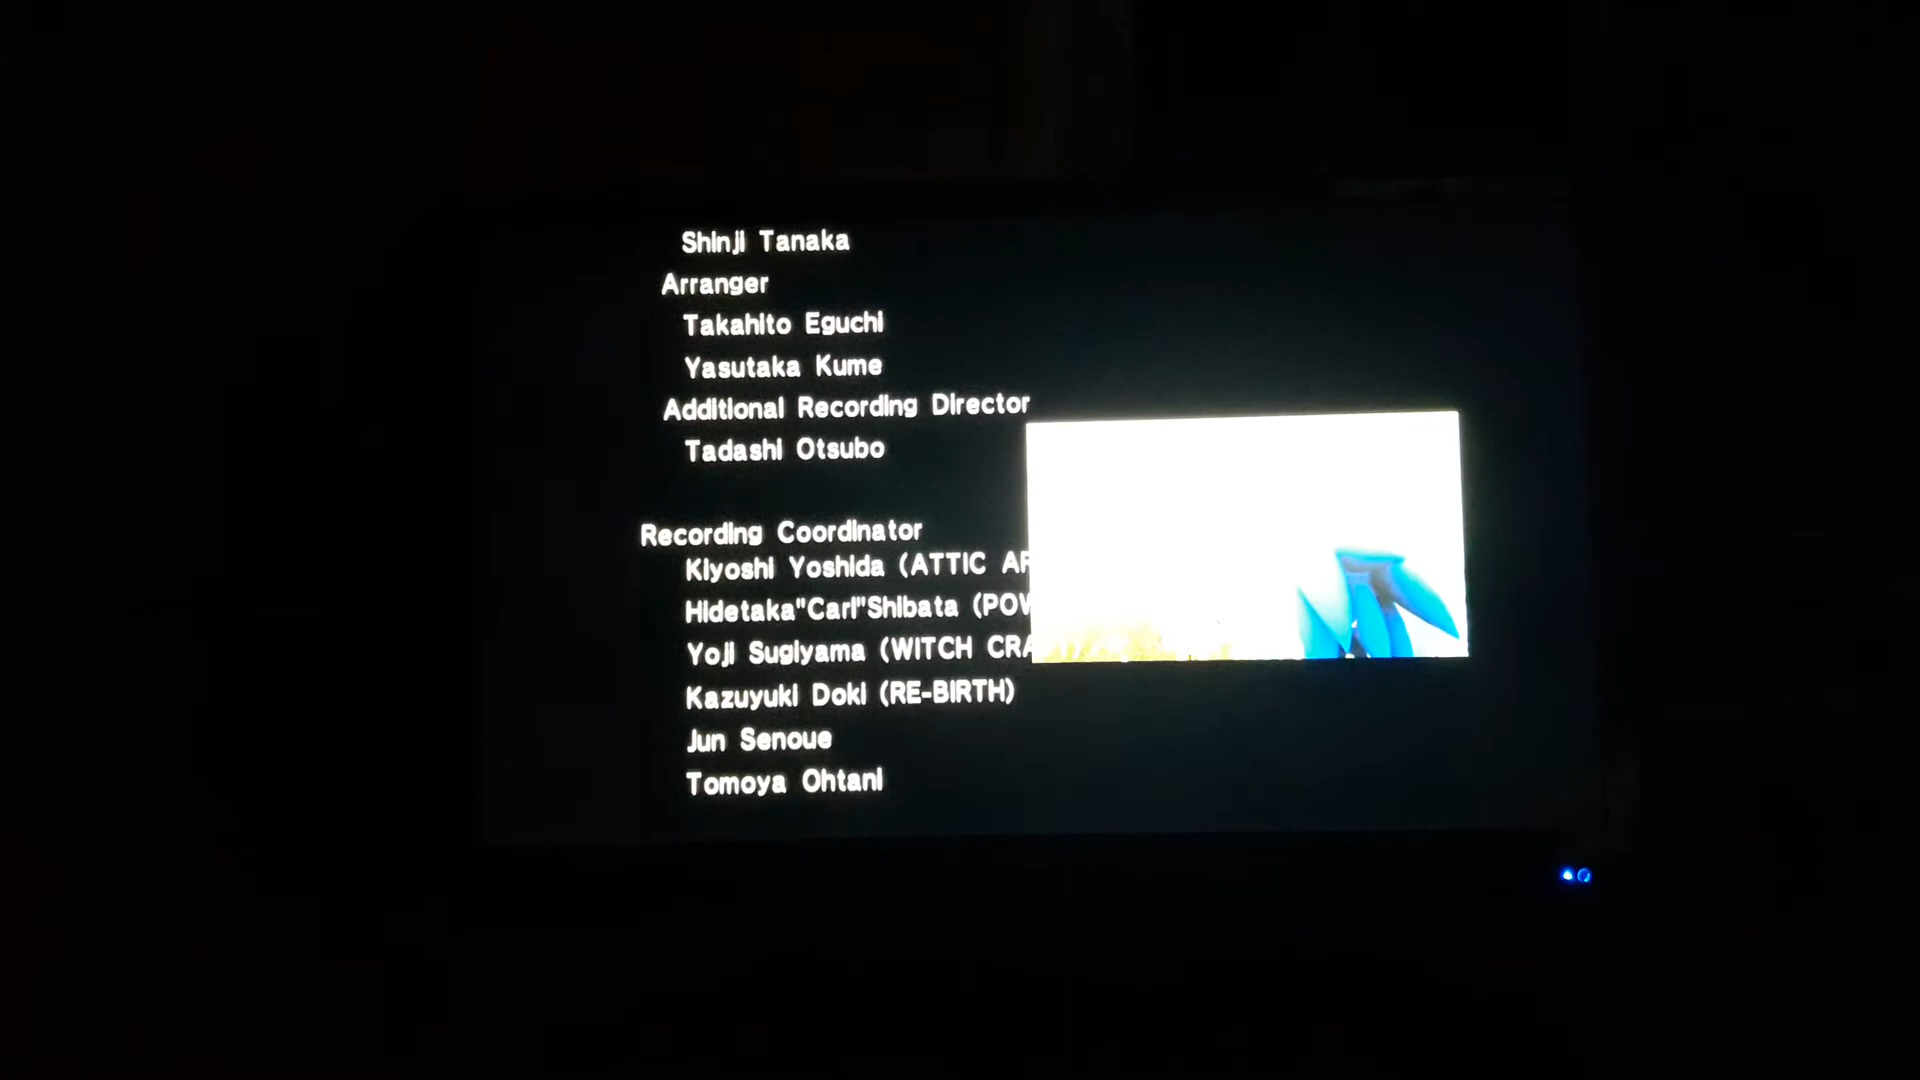 Shinji Tanaka
Arranger
Takahito Eguchi
Yasutaka Kume
Additional Recording Director
Tadashi Otsubo
Recording Coordinator
Kiyoshi Yoshida (ATTIC
Hidetaka"Carl"Shibata
Yoji Sugiyama (WITCH
Kazuyuki Doki (RE-BIRTH)
Jun Senoue
Tomoya Ohtani